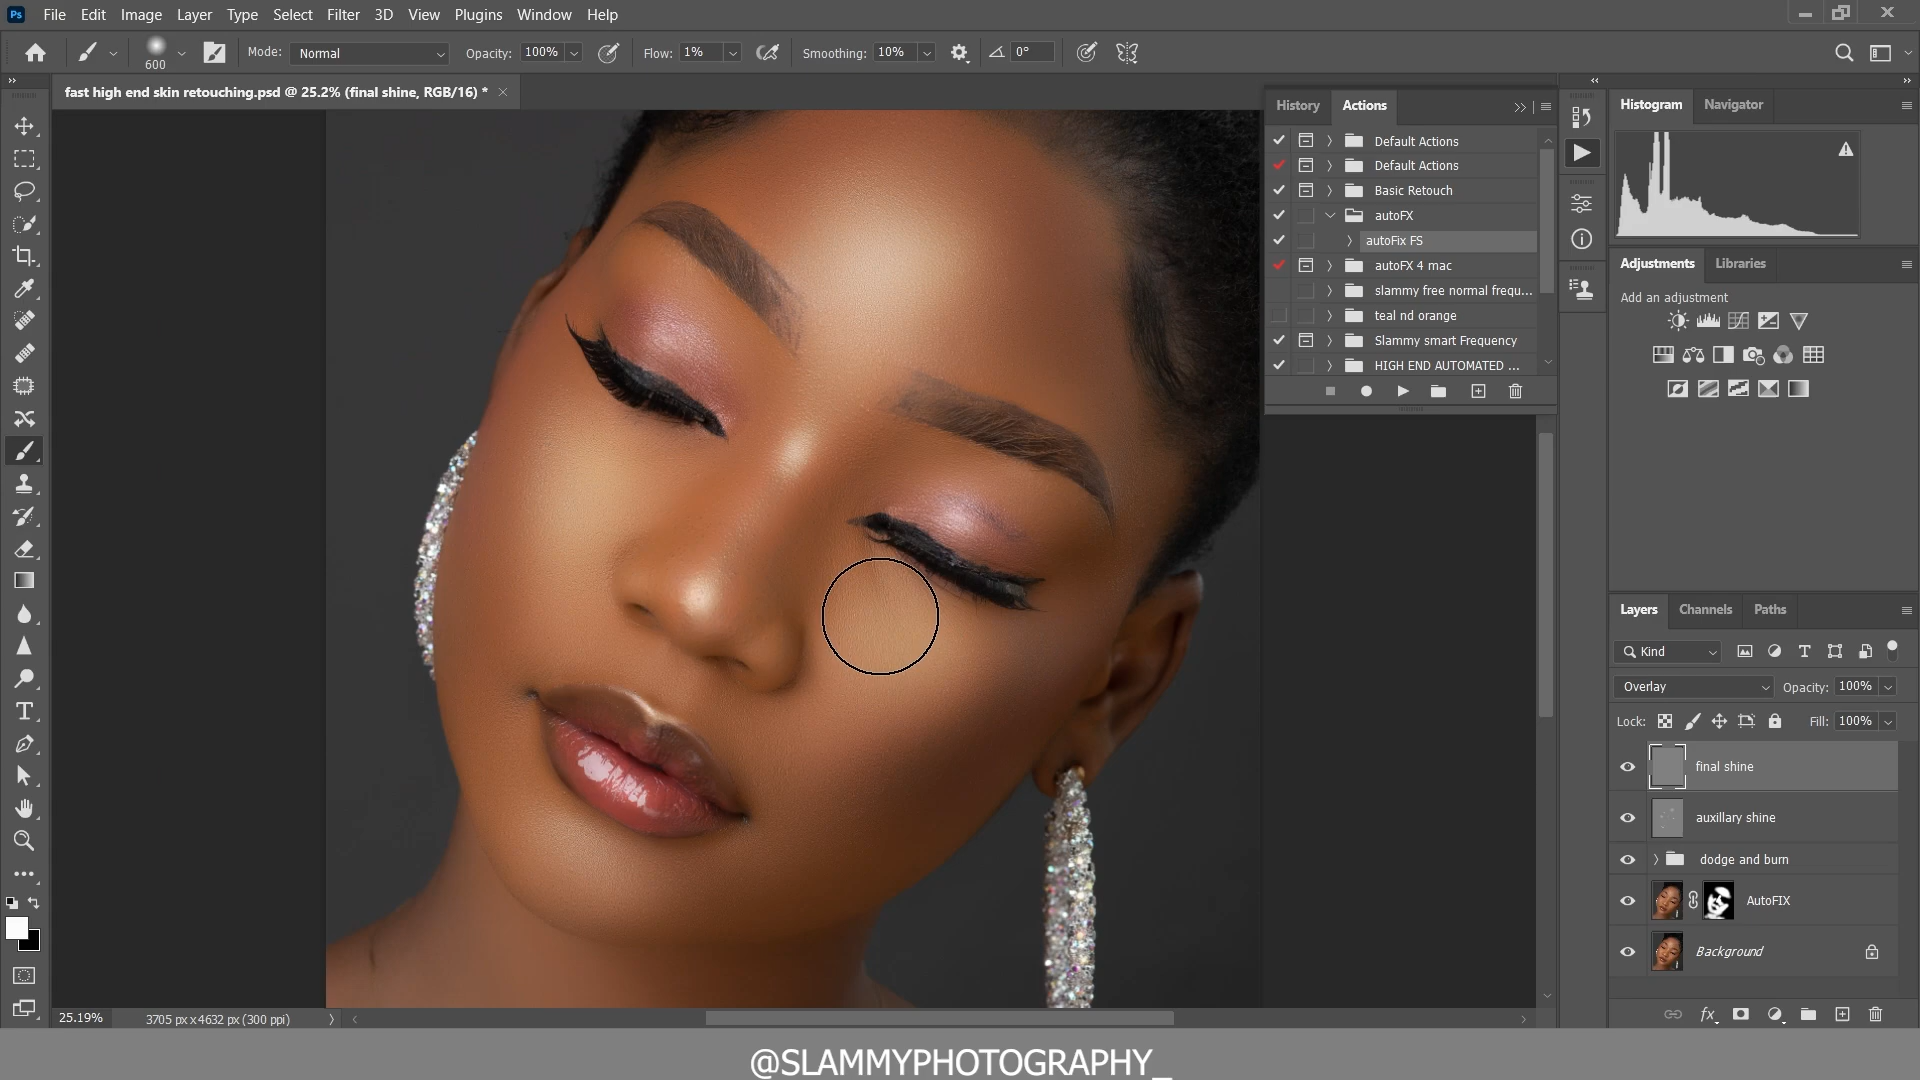 Ps File Edit Image Layer Type Select Filter 3D View Plugins Window Help
600 Mode: Normal Opacity: 100% Flow: 1% Smoothing: 10% 0°
fast high end skin retouching.psd @ 25.2% (final shine, RGB/16) * ×
History Actions
Default Actions
Default Actions
Basic Retouch
autoFX
autoFix FS
autoFX 4 mac
slammy free normal frequ...
teal nd orange
Slammy smart Frequency
HIGH END AUTOMATED ...
Histogram Navigator
Adjustments Libraries
Add an adjustment
Layers Channels Paths
Kind
Overlay Opacity: 100%
Lock: Fill: 100%
final shine
auxillary shine
dodge and burn
AutoFIX
Background
fx
25.19% 3705 px x 4632 px (300 ppi)
@SLAMMYPHOTOGRAPHY_